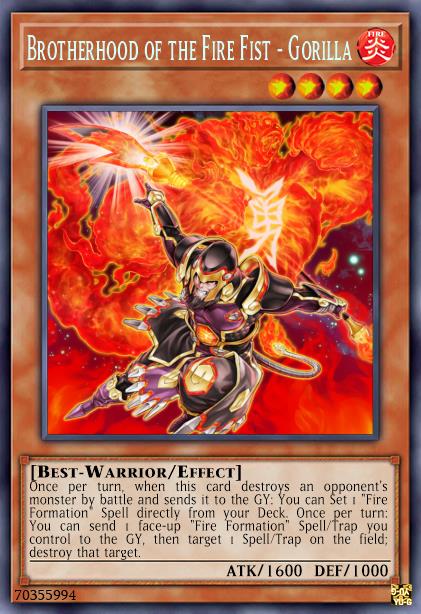 Brotherhood of the Fire Fist - Gorilla
FIRE
炎
勇
[Best-Warrior/Effect]
Once per turn, when this card destroys an opponent's
monster by battle and sends it to the GY: You can Set 1 "Fire
Formation" Spell directly from your Deck. Once per turn:
You can send 1 face-up "Fire Formation" Spell/Trap you
control to the GY, then target 1 Spell/Trap on the field;
destroy that target.
ATK/1600 DEF/1000
70355994